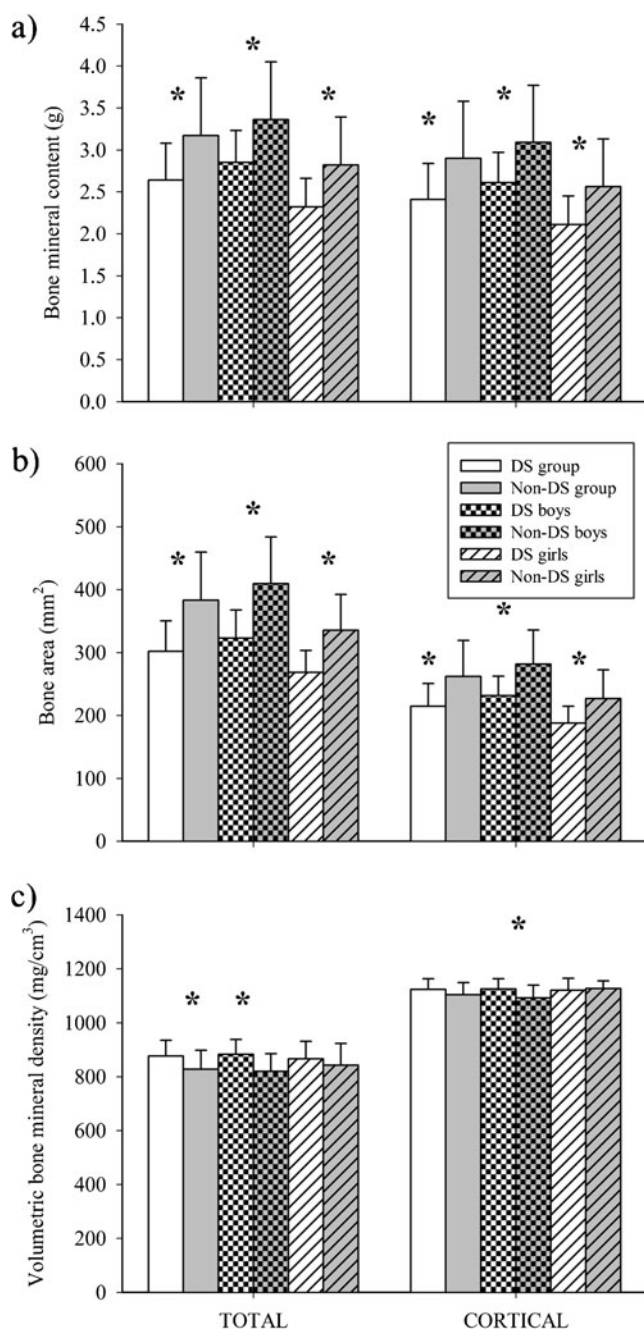 a)
*
* *
4.5
4.0
3.5
3.0
2.5
2.0
1.5
1.0
0.5
0.0
Bone mineral content (g)
* * *
b)
600
500
400
300
200
100
0
Bone area (mm²)
* * *
DS group
Non-DS group
DS boys
Non-DS boys
DS girls
Non-DS girls
* * *
c)
1400
1200
1000
800
600
400
200
0
Volumetric bone mineral density (mg/cm³)
* *
*
TOTAL CORTICAL